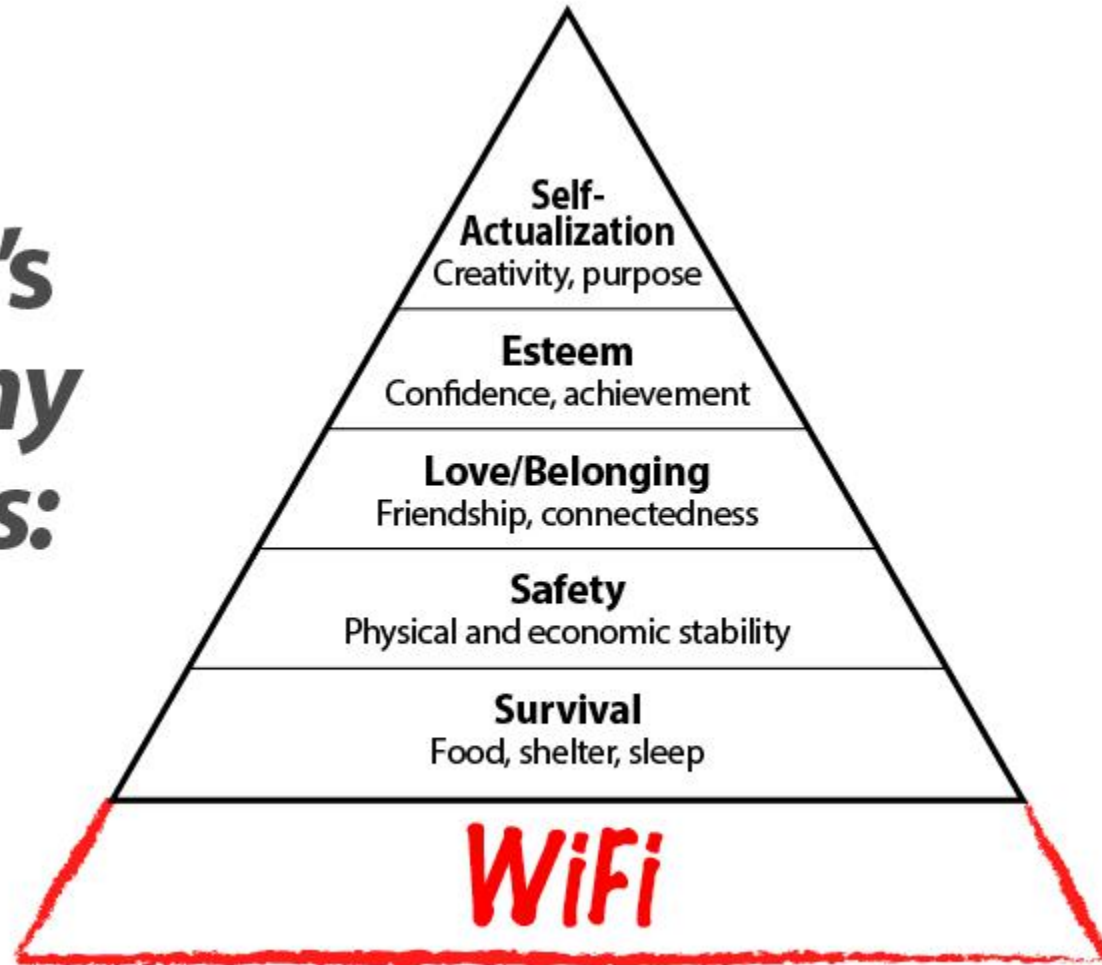 Self-
Actualization
Creativity, purpose
Esteem
Confidence, achievement
Love/Belonging
Friendship, connectedness
Safety
Physical and economic stability
Survival
Food, shelter, sleep
WiFi